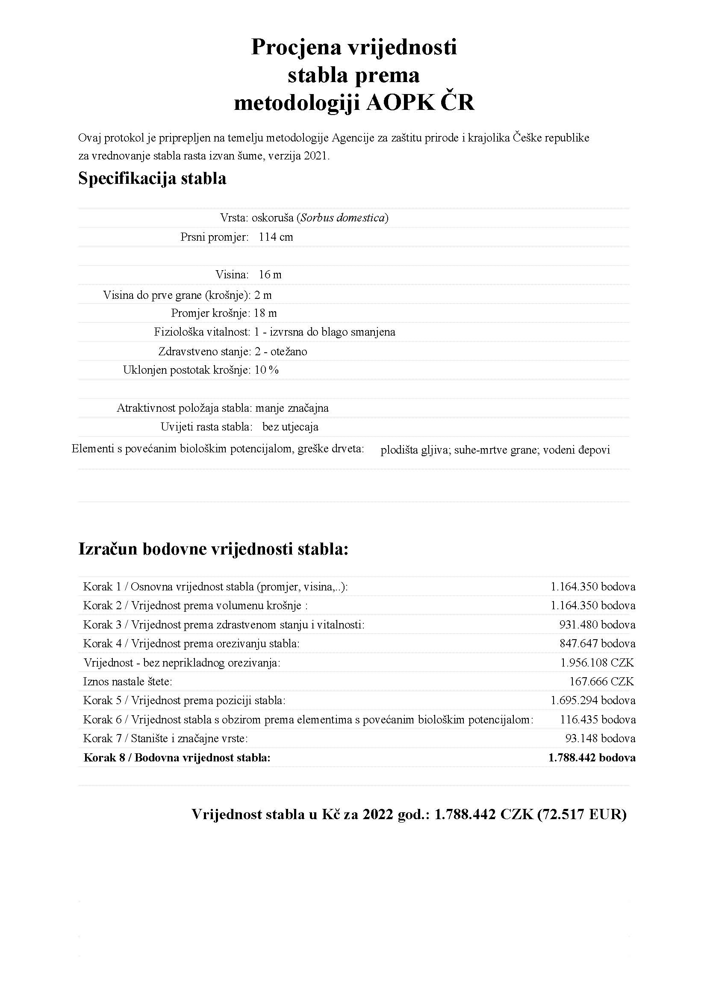 Procjena vrijednosti
stabla prema
metodologiji AOPK ČR
Ovaj protokol je priprepljen na temelju metodologije Agencije za zaštitu prirode i krajolika Češke republike
za vrednovanje stabla rasta izvan šume, verzija 2021.
Specifikacija stabla
Vrsta: oskoruša (Sorbus domestica)
Prsni promjer: 114 cm
Visina: 16 m
Visina do prve grane (krošnje): 2 m
Promjer krošnje: 18 m
Fiziološka vitalnost: 1 - izvrsna do blago smanjena
Zdravstveno stanje: 2 - otežano
Uklonjen postotak krošnje: 10 %
Atraktivnost položaja stabla: manje značajna
Uvijeti rasta stabla: bez utjecaja
Elementi s povećanim biološkim potencijalom, greške drveta: plodišta gljiva; suhe-mrtve grane; vodeni đepovi
Izračun bodovne vrijednosti stabla:
Korak 1 / Osnovna vrijednost stabla (promjer, visina,..): 1.164.350 bodova
Korak 2 / Vrijednost prema volumenu krošnje : 1.164.350 bodova
Korak 3 / Vrijednost prema zdrastvenom stanju i vitalnosti: 931.480 bodova
Korak 4 / Vrijednost prema orezivanju stabla: 847.647 bodova
Vrijednost - bez neprikladnog orezivanja: 1.956.108 CZK
Iznos nastale štete: 167.666 CZK
Korak 5 / Vrijednost prema poziciji stabla: 1.695.294 bodova
Korak 6 / Vrijednost stabla s obzirom prema elementima s povećanim biološkim potencijalom: 116.435 bodova
Korak 7 / Stanište i značajne vrste: 93.148 bodova
Korak 8 / Bodovna vrijednost stabla: 1.788.442 bodova
Vrijednost stabla u Kč za 2022 god.: 1.788.442 CZK (72.517 EUR)